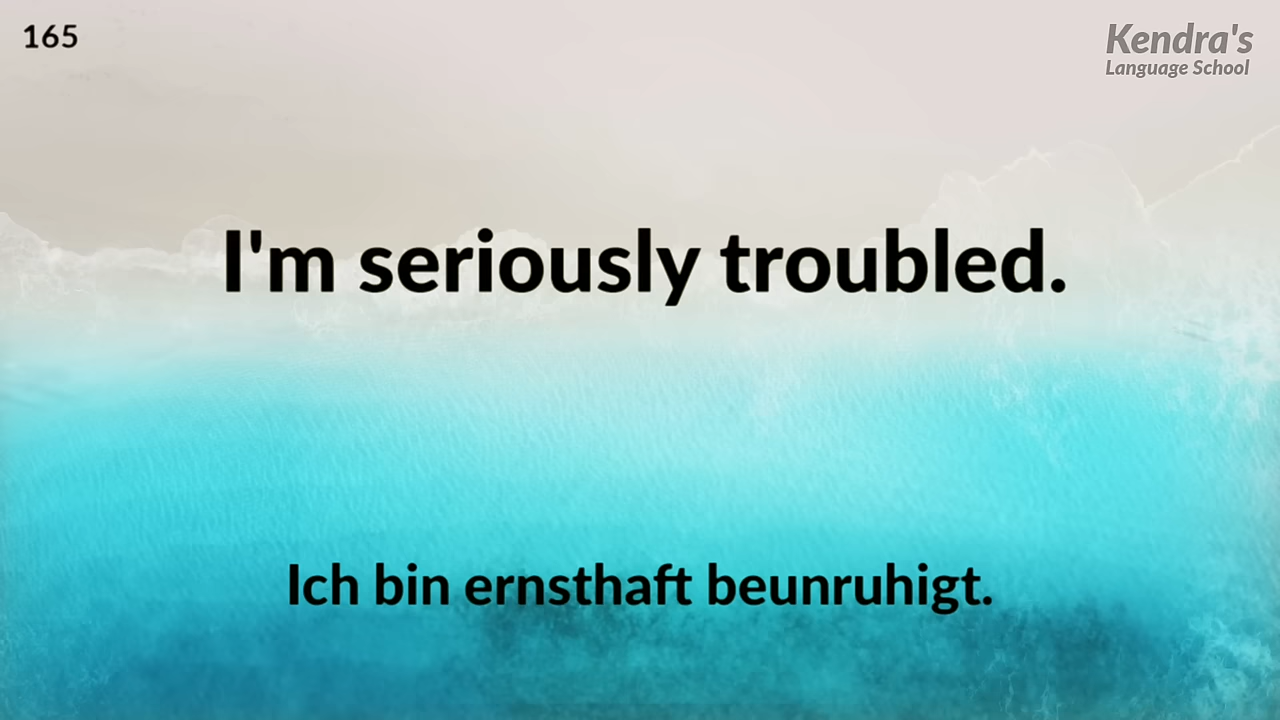 165
Kendra's
Language School
I'm seriously troubled.
Ich bin ernsthaft beunruhigt.